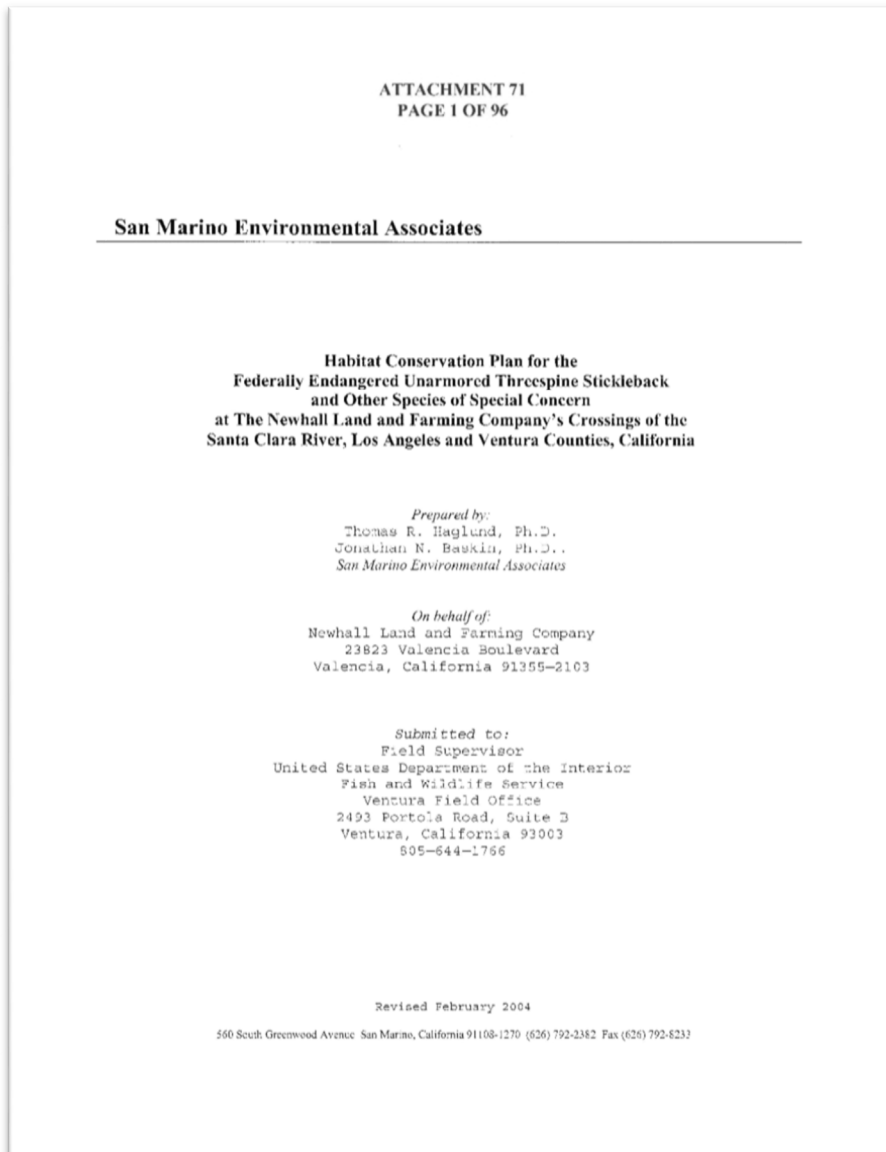 ATTACHMENT 71
PAGE 1 OF 96
San Marino Environmental Associates
Habitat Conservation Plan for the
Federally Endangered Unarmored Threespine Stickleback
and Other Species of Special Concern
at The Newhall Land and Farming Company's Crossings of the
Santa Clara River, Los Angeles and Ventura Counties, California
Prepared by:
Thomas R. Haglund, Ph.D.
Jonathan N. Baskin, Ph.D..
San Marino Environmental Associates
On behalf of:
Newhall Land and Farming Company
23823 Valencia Boulevard
Valencia, California 91355-2103
Submitted to:
Field Supervisor
United States Department of the Interior
Fish and Wildlife Service
Ventura Field Office
2493 Portola Road, Suite B
Ventura, California 93003
805-644-1766
Revised February 2004
560 South Greenwood Avenue San Marino, California 91108-1270 (626) 792-2382 Fax (626) 792-8233